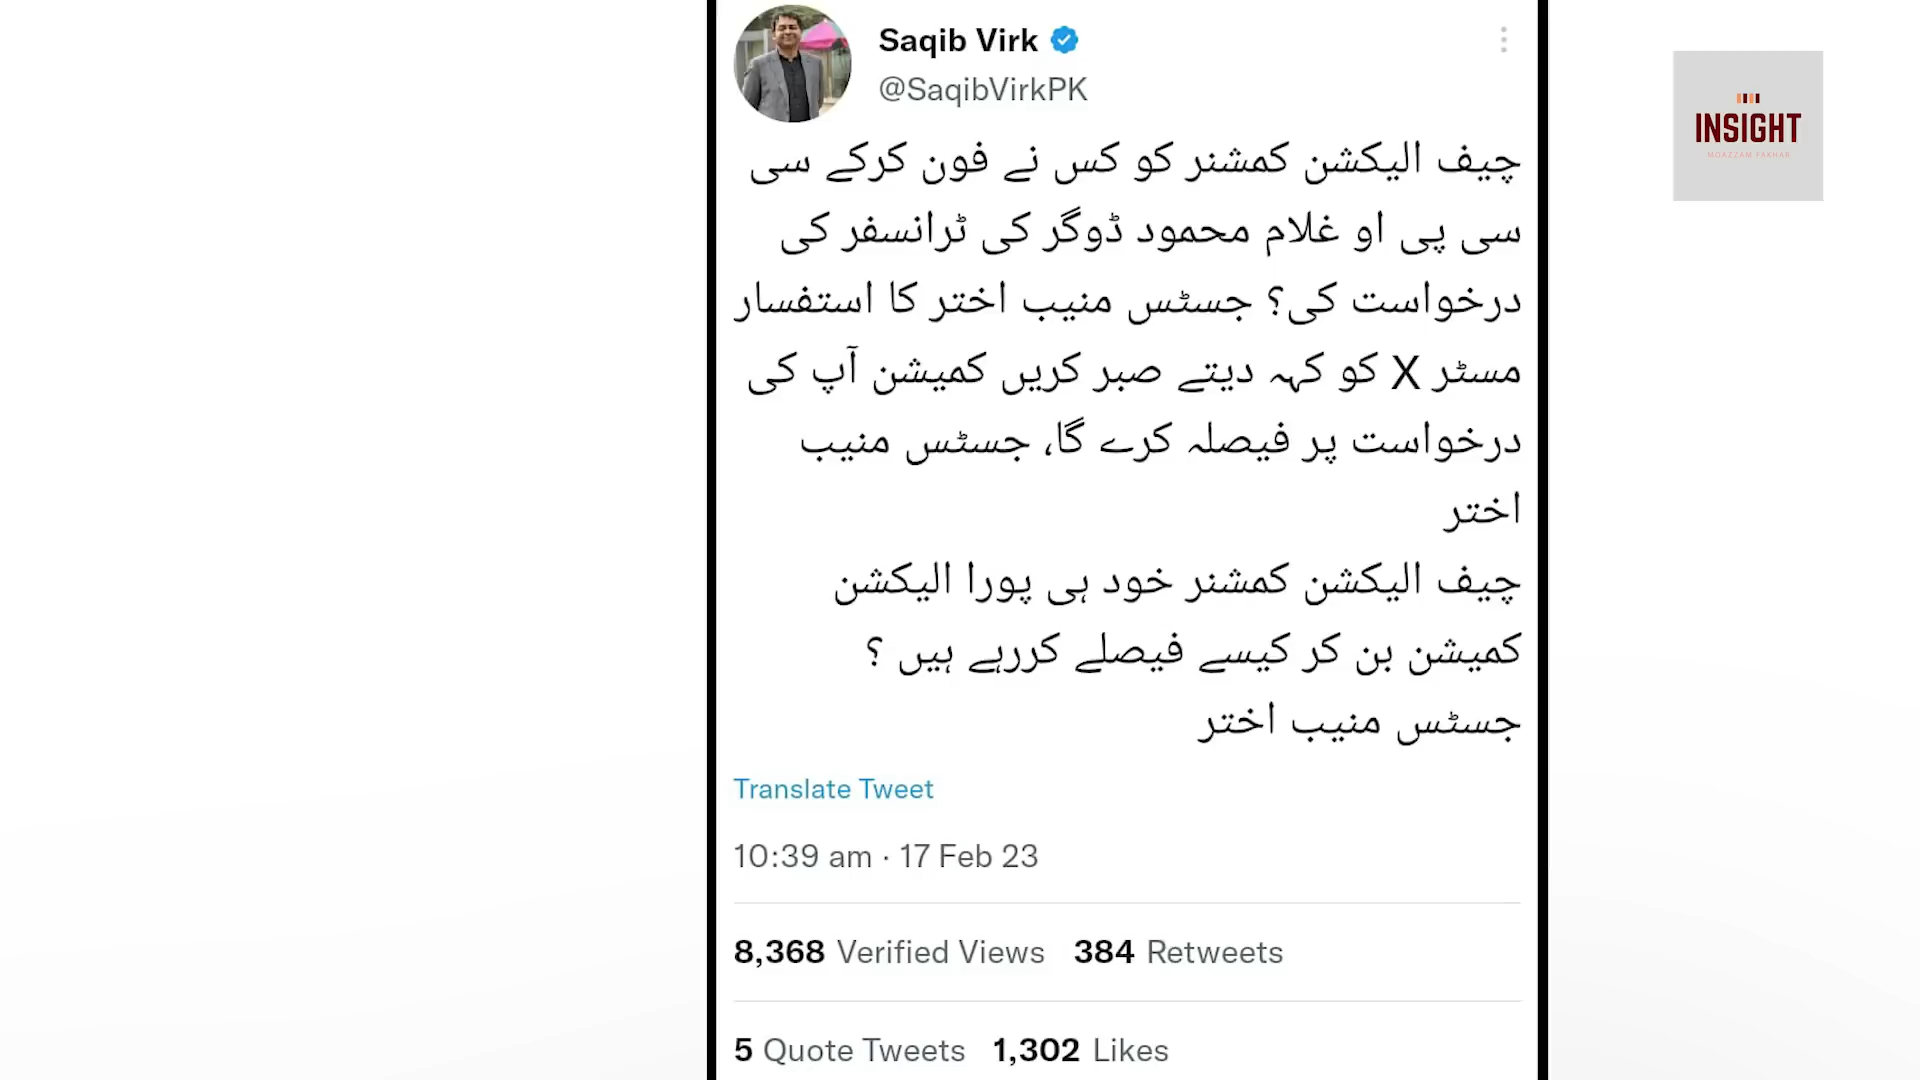 Saqib Virk
@SaqibVirkPK
چیف الیکشن کمشنر کو کس نے فون کرکے سی
سی پی او غلام محمود ڈوگر کی ٹرانسفر کی
درخواست کی؟ جسٹس منیب اختر کا استفسار
مسٹر X کو کہہ دیتے صبر کریں کمیشن آپ کی
درخواست پر فیصلہ کرے گا، جسٹس منیب
اختر
چیف الیکشن کمشنر خود ہی پورا الیکشن
کمیشن بن کر کیسے فیصلے کررہے ہیں ؟
جسٹس منیب اختر
Translate Tweet
10:39 am · 17 Feb 23
8,368 Verified Views 384 Retweets
5 Quote Tweets 1,302 Likes
INSIGHT
MOAZZAM FAKHAR